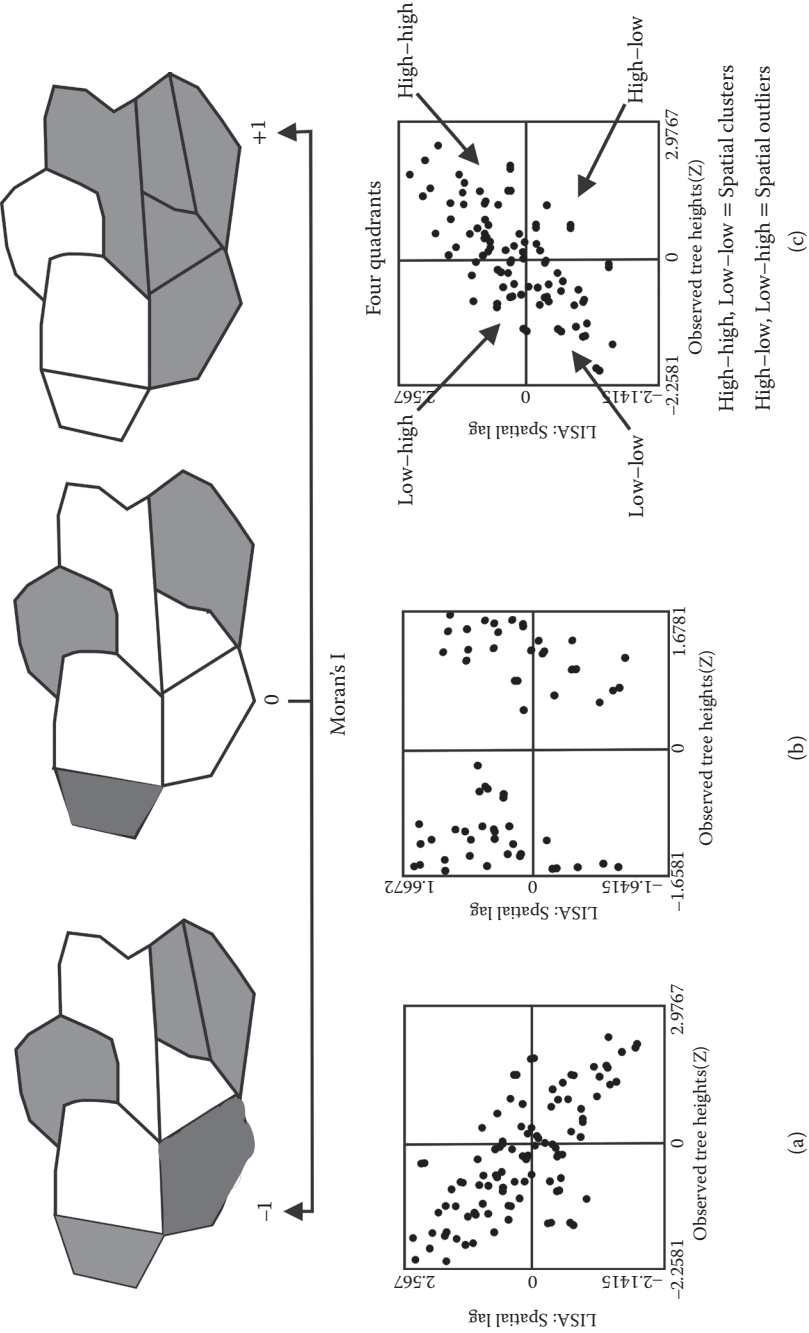 −1
0
+1
Moran's I
LISA: Spatial lag
2.567
0
−2.1415
−2.2581
0
2.9767
Observed tree heights(Z)
(a)
LISA: Spatial lag
1.6672
0
−1.6415
−1.6581
0
1.6781
Observed tree heights(Z)
(b)
Four quadrants
Low−high
High−high
Low−low
High−low
LISA: Spatial lag
2.567
0
−2.1415
−2.2581
0
2.9767
Observed tree heights(Z)
High−high, Low−low = Spatial clusters
High−low, Low−high = Spatial outliers
(c)